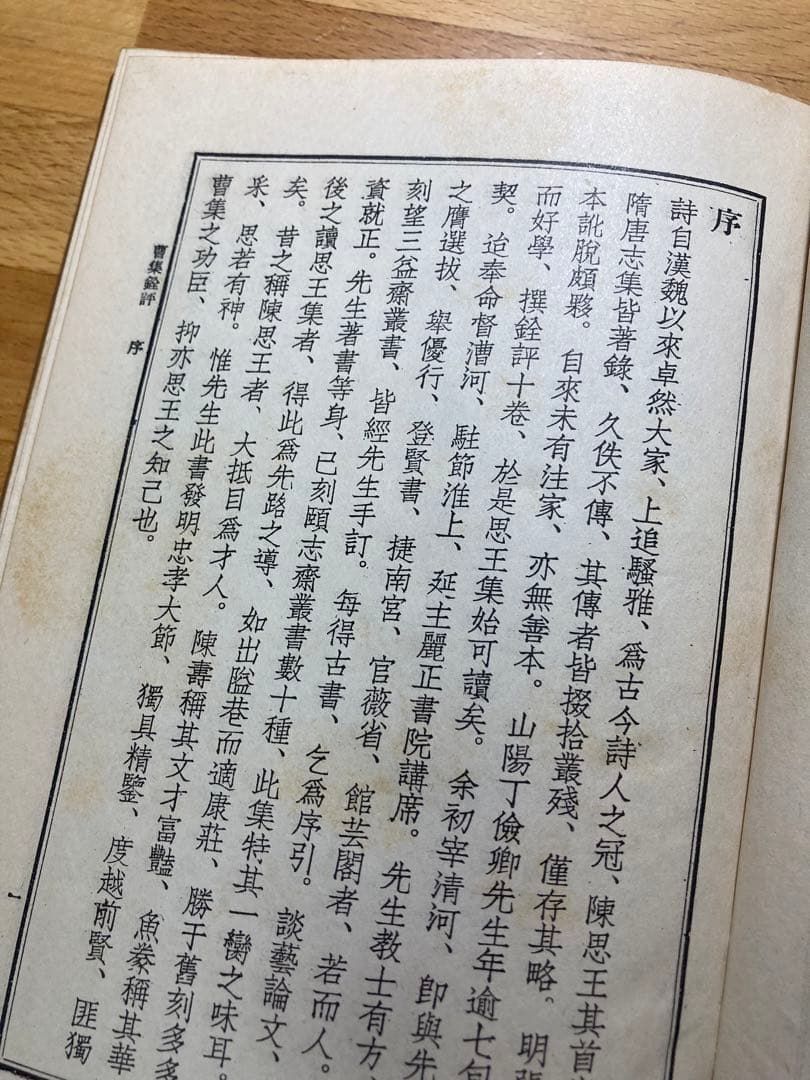 序
詩自漢魏以來卓然大家、上追騷雅、爲古今詩人之冠、陳思王其首
隋唐志集皆著錄、久佚不傳、其傳者皆掇拾叢殘、僅存其略。明張
本訛脫頗夥。自來未有注家、亦無善本。山陽丁儉卿先生年逾七旬
而好學、撰銓評十卷、於是思王集始可讀矣。余初宰清河、卽與先
契。迨奉命督漕河、駐節淮上、延主麗正書院講席。先生教士有方
之膺選拔、舉優行、登賢書、捷南宮、官薇省、館芸閣者、若而人。
刻望三益齋叢書、皆經先生手訂。每得古書、乞爲序引。談藝論文、
資就正。先生著書等身、已刻頤志齋叢書數十種、此集特其一臠之味耳。
後之讀思王集者、得此爲先路之導、如出隘巷而適康莊、勝于舊刻多多
矣。昔之稱陳思王者、大抵目爲才人。陳壽稱其文才富豔、魚豢稱其華
采、思若有神。惟先生此書發明忠孝大節、獨具精鑒、度越前賢、匪獨
曹集之功臣、抑亦思王之知己也。
曹集銓評 序
一